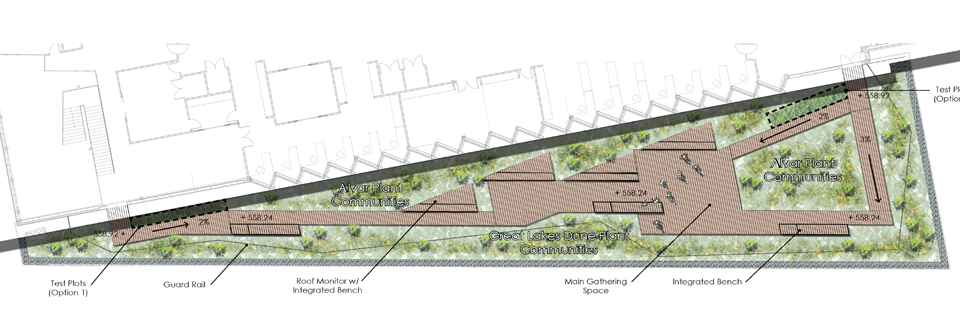 Test Pl
(Optio
+ 558.92
2%
3%
Alvar Plant
Communities
Alvar Plant
Communities
+ 558.24
+ 558.24
+ 558.24
2%
Great Lakes Dune Plant
Communities
Test Plots
(Option 1)
Guard Rail
Roof Monitor w/
Integrated Bench
Main Gathering
Space
Integrated Bench